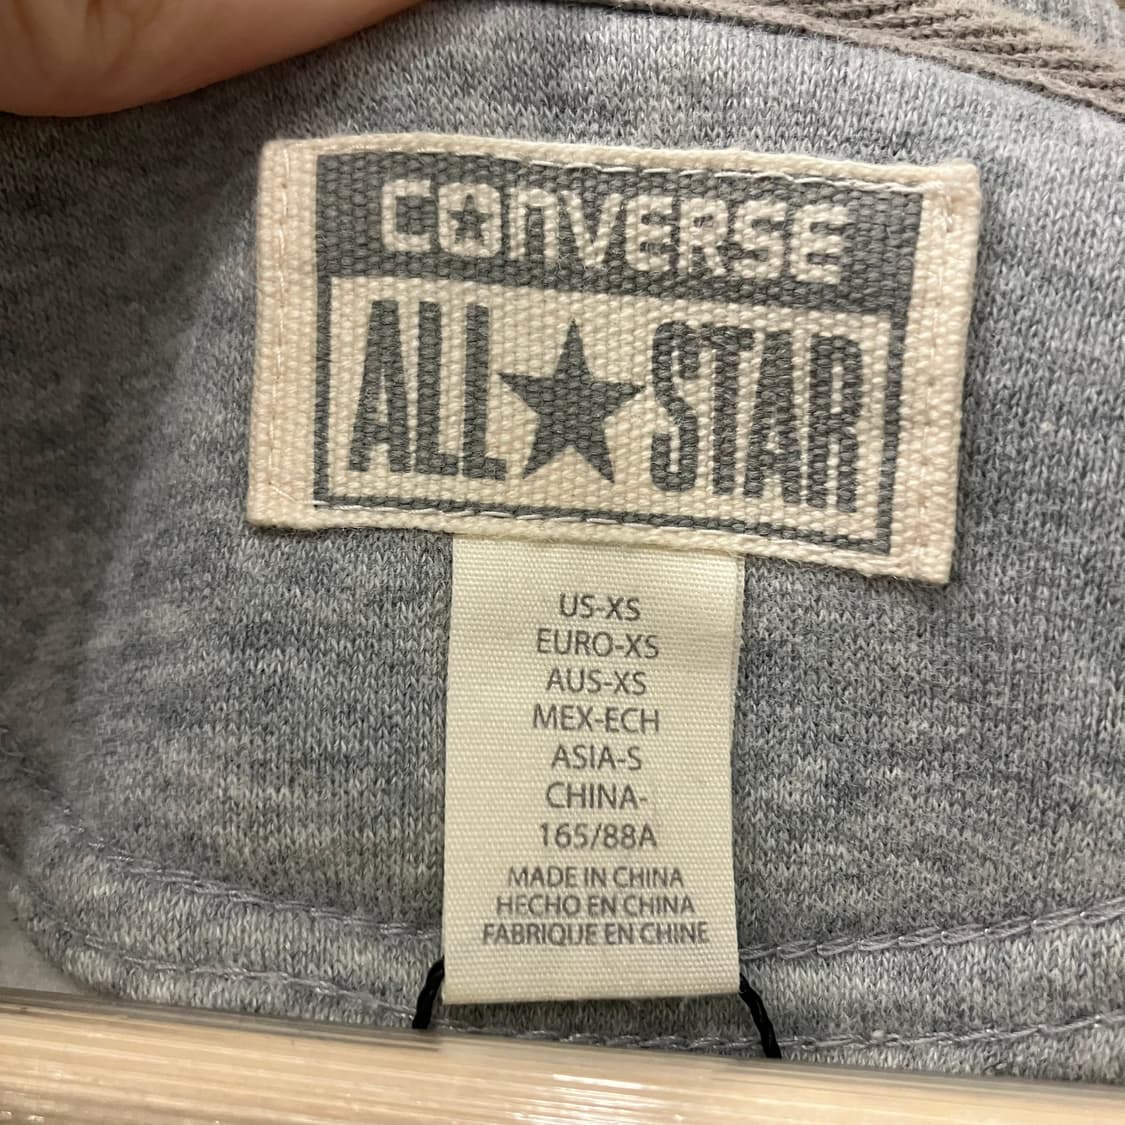 CONVERSE
ALL★STAR
US-XS
EURO-XS
AUS-XS
MEX-ECH
ASIA-S
CHINA-
165/88A
MADE IN CHINA
HECHO EN CHINA
FABRIQUE EN CHINE